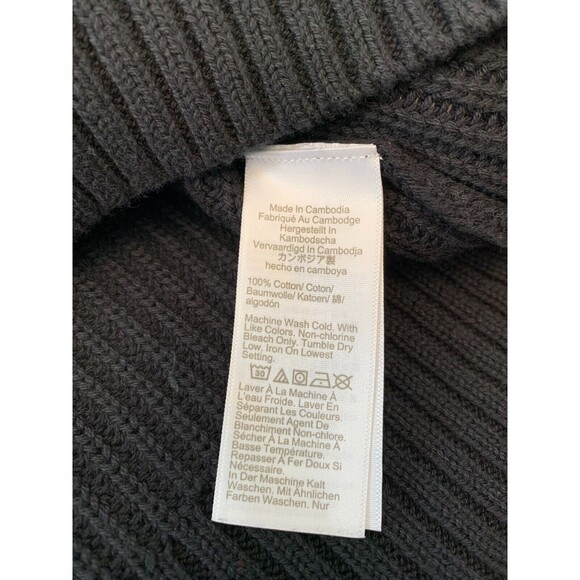 Made In Cambodia
Fabriqué Au Cambodge
Hergestellt In
Kambodscha
Vervaardigd In Cambodja
カンボジア製
hecho en camboya
100% Cotton/ Coton/
Baumwolle/ Katoen/ 綿/
algodón
Machine Wash Cold. With
Like Colors. Non-chlorine
Bleach Only. Tumble Dry
Low. Iron On Lowest
Setting.
30
Laver À La Machine À
L'eau Froide. Laver En
Séparant Les Couleurs.
Seulement Agent De
Blanchiment Non-chlore.
Sécher À La Machine À
Basse Température.
Repasser À Fer Doux Si
Nécessaire.
In Der Maschine Kalt
Waschen. Mit Ähnlichen
Farben Waschen. Nur